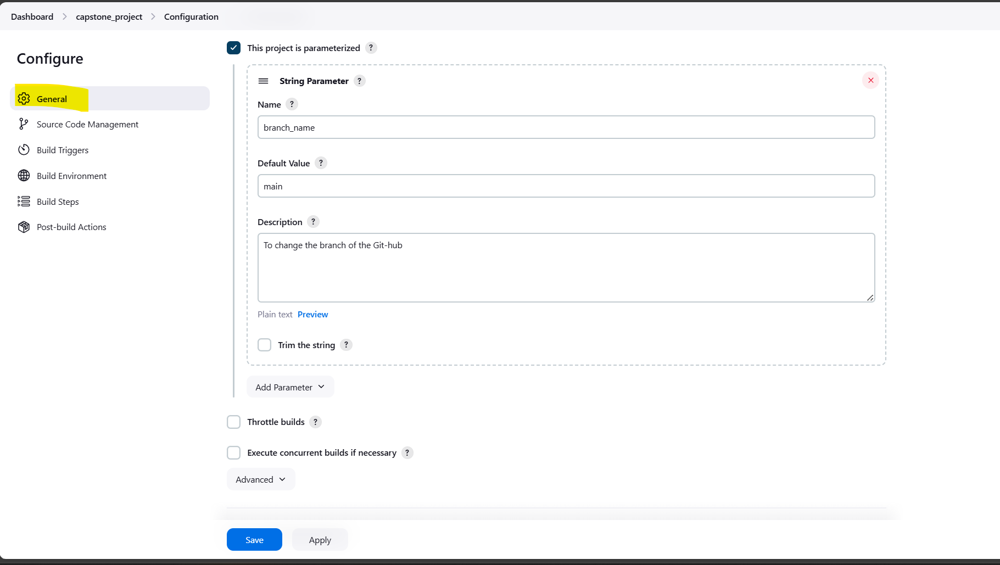 Dashboard > capstone_project > Configuration
Configure
General
Source Code Management
Build Triggers
Build Environment
Build Steps
Post-build Actions
This project is parameterized ?
String Parameter ?
Name ?
branch_name
Default Value ?
main
Description ?
To change the branch of the Git-hub
Plain text Preview
Trim the string ?
Add Parameter
Throttle builds ?
Execute concurrent builds if necessary ?
Advanced
Save Apply